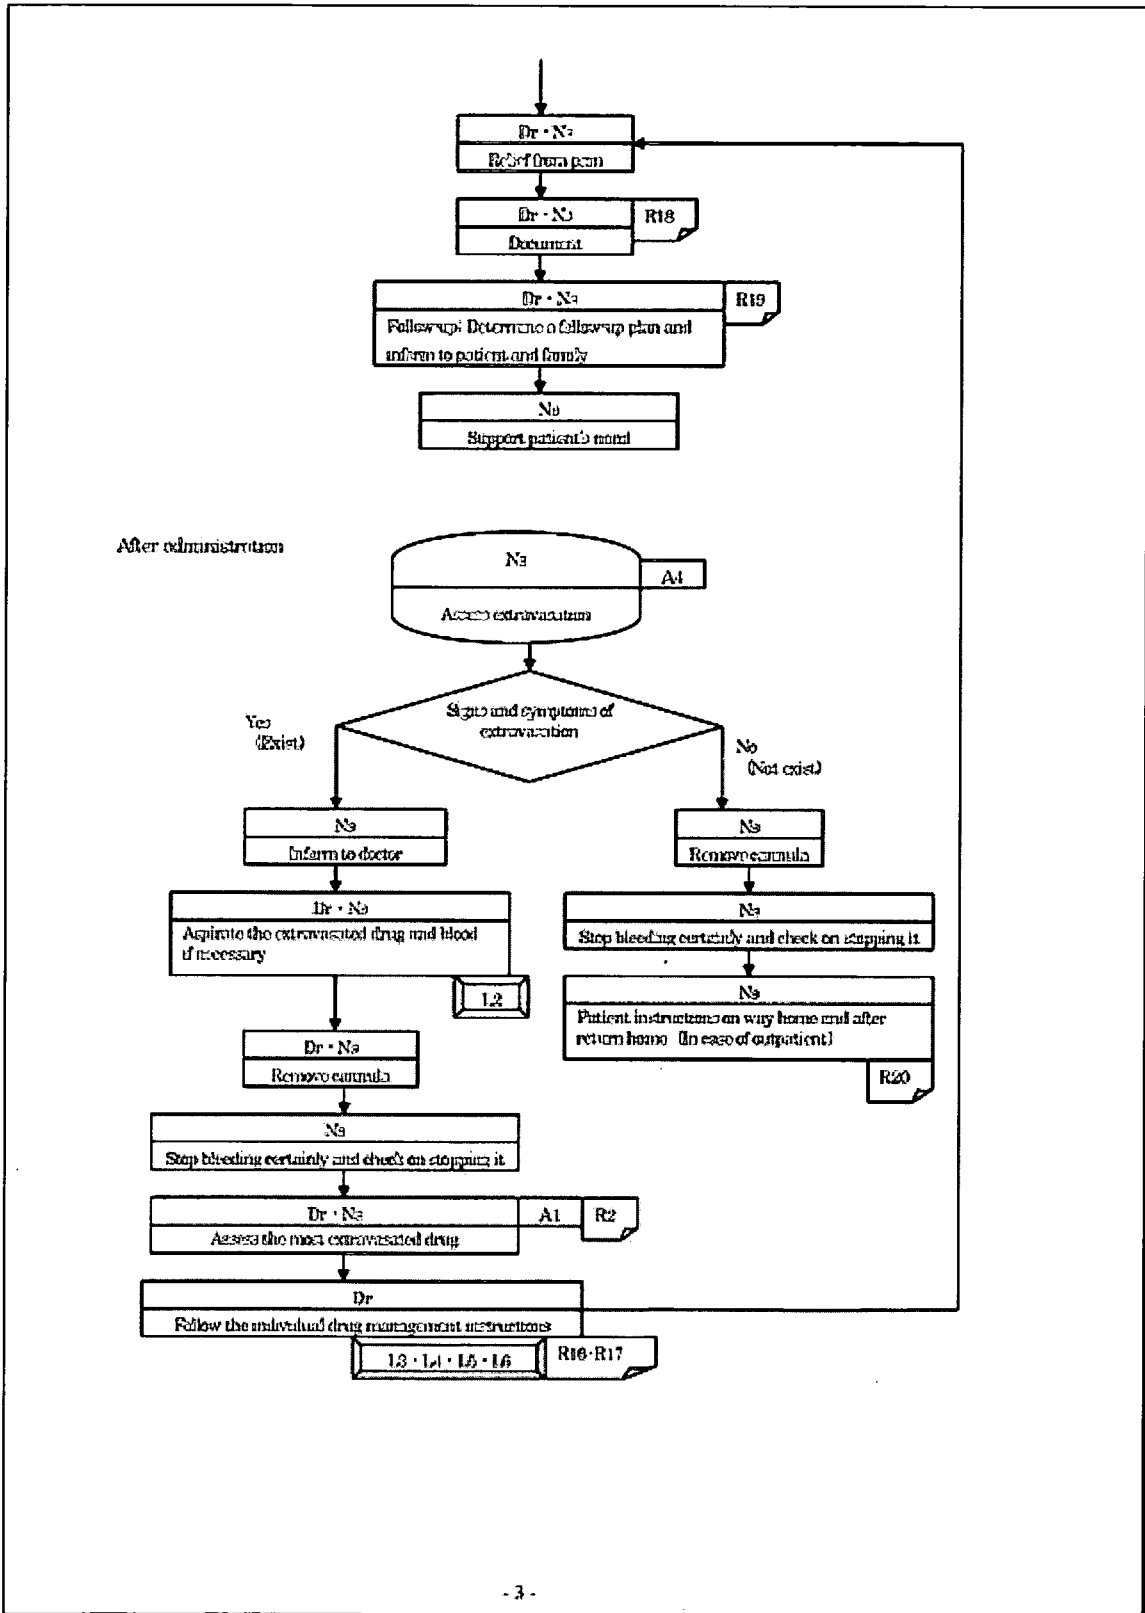 Dr・Ns
Relief from pain
Dr・Ns
R18
Document
Dr・Ns
R19
Follow-up: Determine a follow-up plan and
inform to patient and family
Ns
Support patient's
After administration
Ns
A4
Assess extravasation
Signs and symptoms of
extravasation
Yes
(Exist)
No
(Not exist)
Ns
Inform to doctor
Ns
Remove cannula
Dr・Ns
Aspirate the extravasated drug and blood
if necessary
L2
Ns
Stop bleeding certainly and check on stopping it
Ns
Patient instructions on way home and after
return home (In case of outpatient)
R20
Dr・Ns
Remove cannula
Ns
Stop bleeding certainly and check on stopping it
Dr・Ns
A1
R2
Assess the most extravasated drug
Dr
Follow the individual drug management instructions
L3・L4・L5・L6
R16・R17
- 3 -